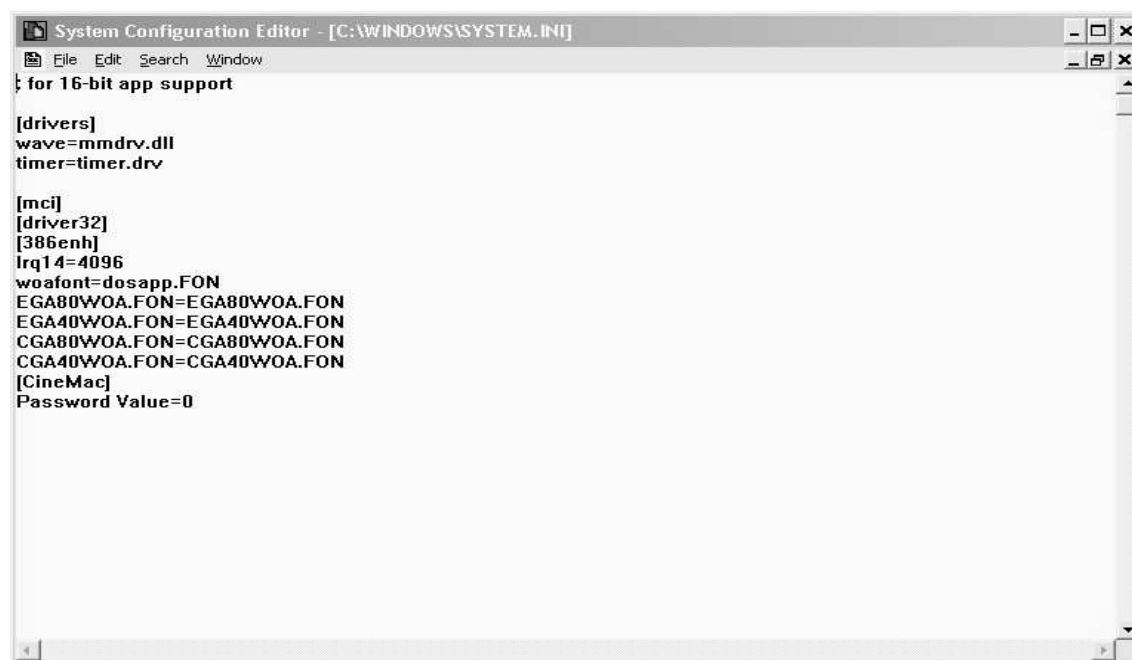 System Configuration Editor - [C:\WINDOWS\SYSTEM.INI]
File Edit Search Window
; for 16-bit app support
[drivers]
wave=mmdrv.dll
timer=timer.drv
[mci]
[driver32]
[386enh]
Irq14=4096
woafont=dosapp.FON
EGA80WOA.FON=EGA80WOA.FON
EGA40WOA.FON=EGA40WOA.FON
CGA80WOA.FON=CGA80WOA.FON
CGA40WOA.FON=CGA40WOA.FON
[CineMac]
Password Value=0